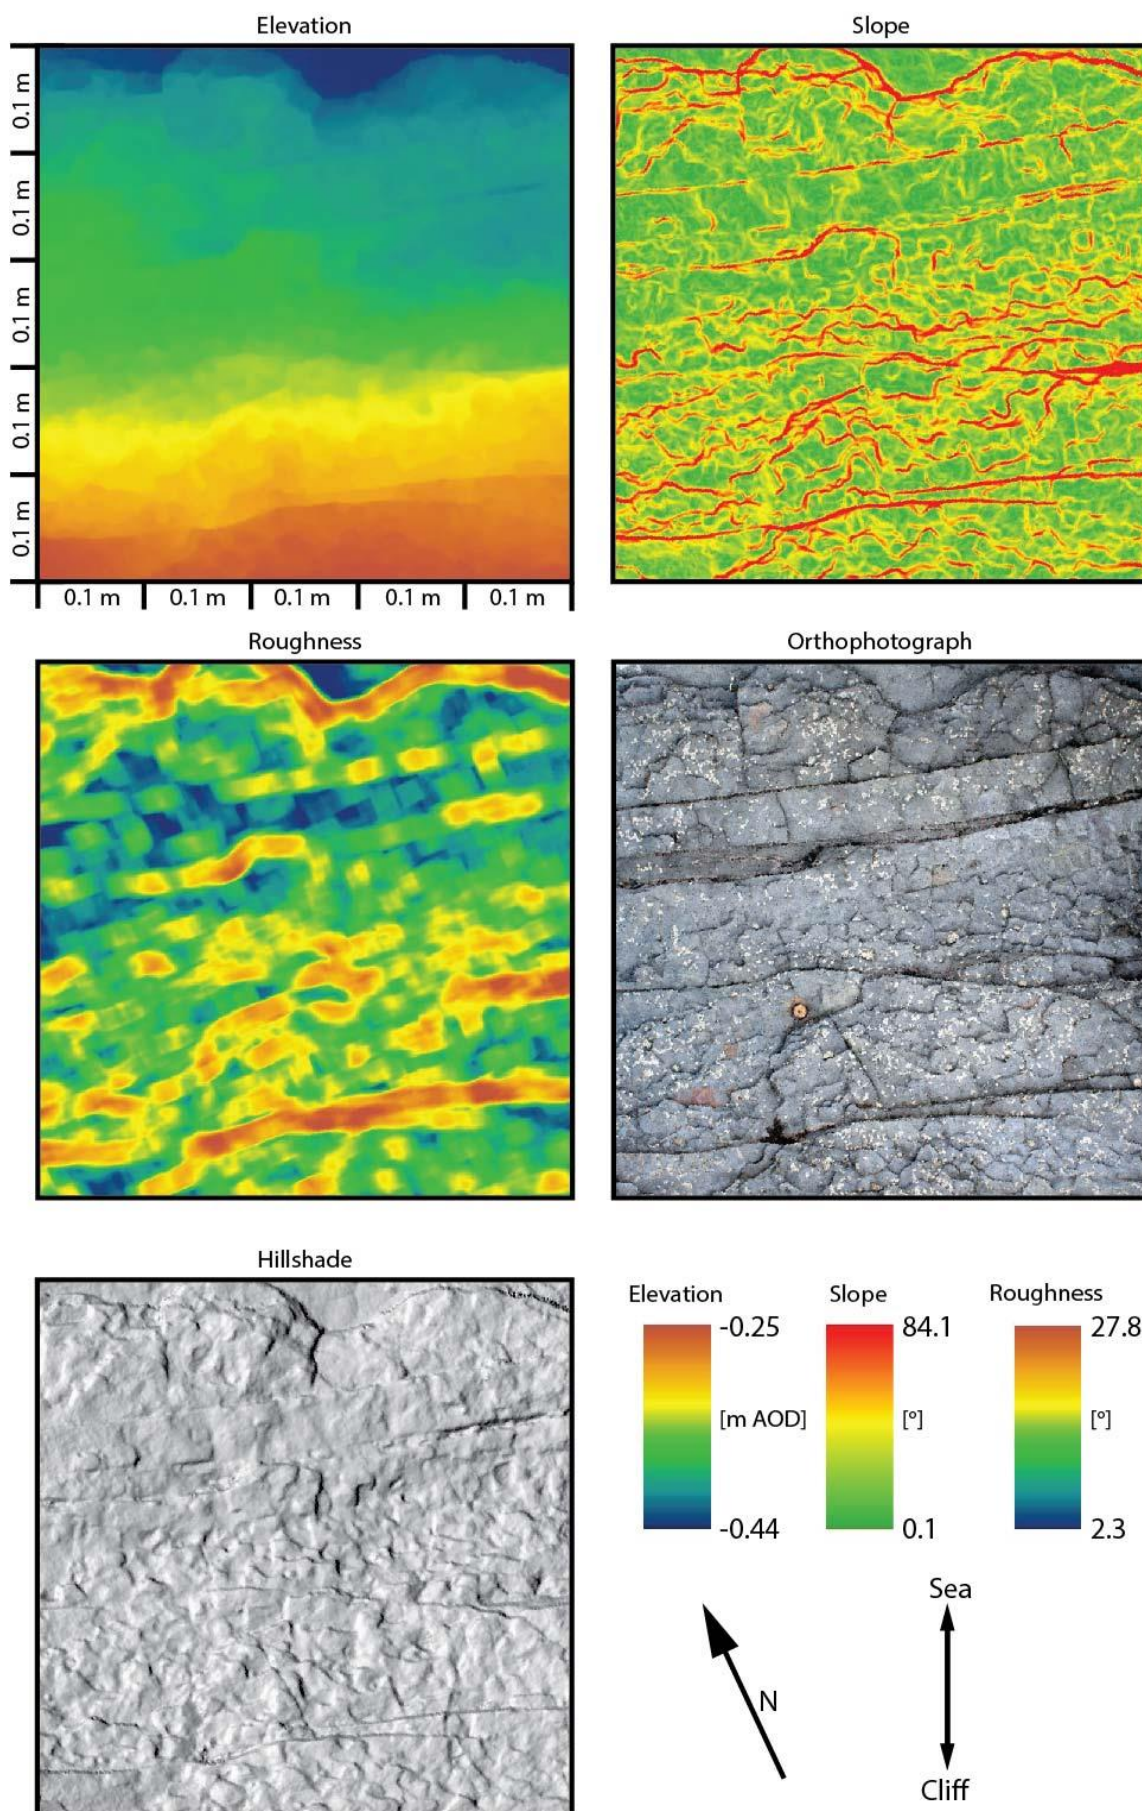 Elevation
Slope
0.1 m
0.1 m
0.1 m
0.1 m
0.1 m
0.1 m 0.1 m 0.1 m 0.1 m 0.1 m
Roughness
Orthophotograph
Hillshade
Elevation
-0.25
[m AOD]
-0.44
Slope
84.1
[°]
0.1
Roughness
27.8
[°]
2.3
N
Sea
Cliff